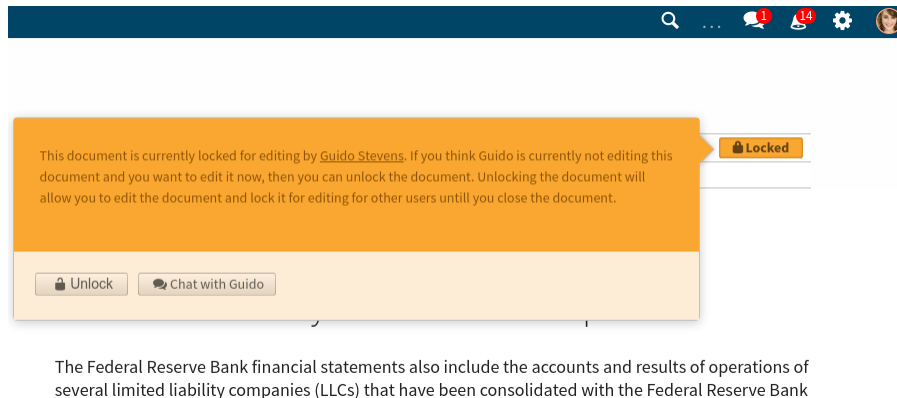 ... 1 14
Locked
This document is currently locked for editing by Guido Stevens. If you think Guido is currently not editing this
document and you want to edit it now, then you can unlock the document. Unlocking the document will
allow you to edit the document and lock it for editing for other users untill you close the document.
Unlock Chat with Guido
The Federal Reserve Bank financial statements also include the accounts and results of operations of
several limited liability companies (LLCs) that have been consolidated with the Federal Reserve Bank